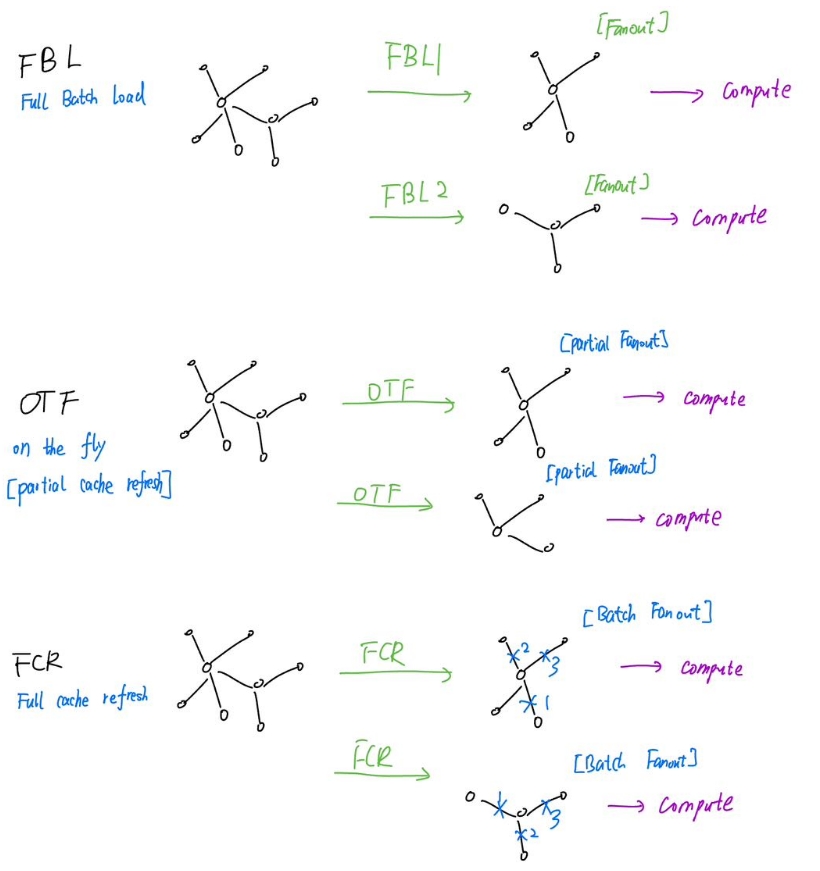 FBL
Full Batch Load
FBL1
[Fanout]
→ Compute
FBL2
[Fanout]
→ Compute
OTF
on the fly
[partial cache refresh]
OTF
[partial Fanout]
→ compute
OTF
[partial Fanout]
→ compute
FCR
Full cache refresh
FCR
[Batch Fanout]
2
3
1
→ compute
FCR
[Batch Fanout]
1
3
2
→ compute